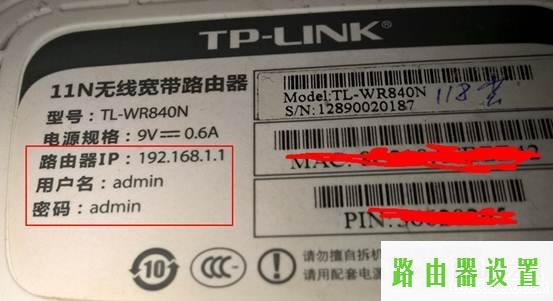 TP-LINK
11N无线宽带路由器
型号：TL-WR840N
电源规格：9V⎓0.6A
路由器IP：192.168.1.1
用户名：admin
密码：admin
Model:TL-WR840N
118
S/N: 12890020187
MAC:
PIN:
10
CCC
请勿擅自拆机
请用配套电源
路由器设置